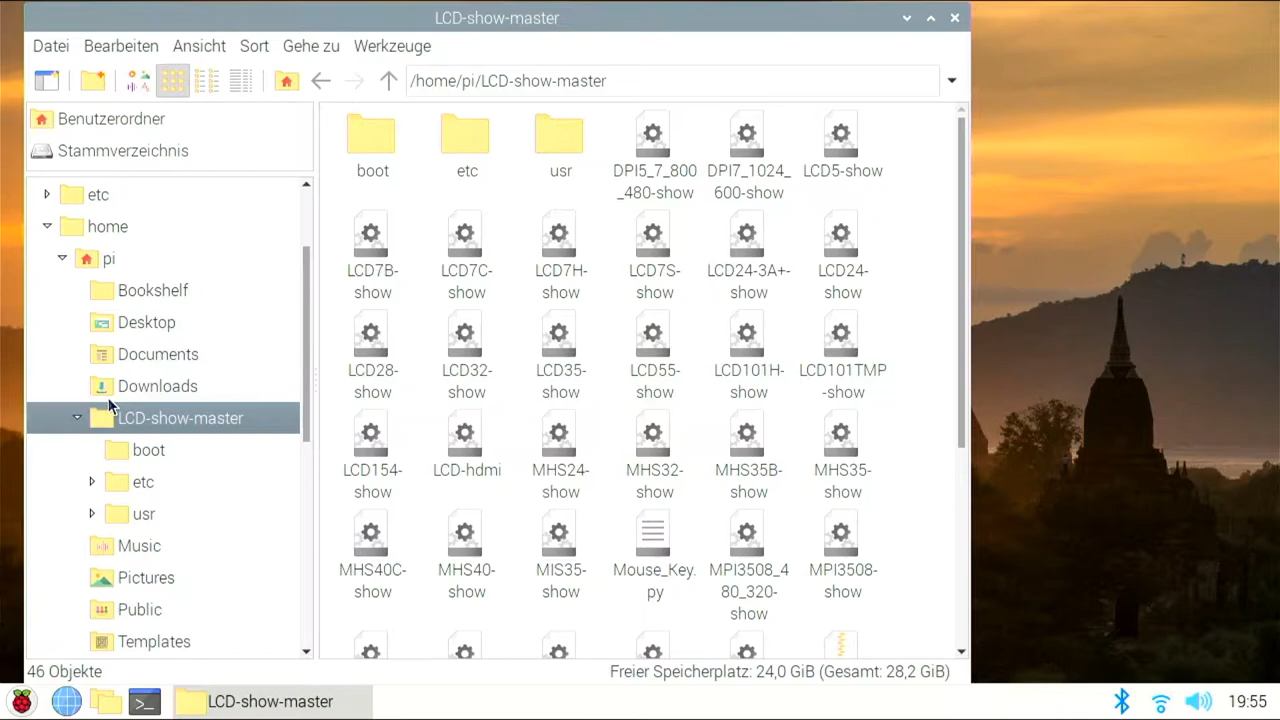 LCD-show-master
Datei Bearbeiten Ansicht Sort Gehe zu Werkzeuge
/home/pi/LCD-show-master
Benutzerordner
Stammverzeichnis
etc
home
pi
Bookshelf
Desktop
Documents
Downloads
LCD-show-master
boot
etc
usr
Music
Pictures
Public
Templates
boot
etc
usr
DPI5_7_800
_480-show
DPI7_1024_
600-show
LCD5-show
LCD7B-
show
LCD7C-
show
LCD7H-
show
LCD7S-
show
LCD24-3A+-
show
LCD24-
show
LCD28-
show
LCD32-
show
LCD35-
show
LCD55-
show
LCD101H-
show
LCD101TMP
-show
LCD154-
show
LCD-hdmi
MHS24-
show
MHS32-
show
MHS35B-
show
MHS35-
show
MHS40C-
show
MHS40-
show
MIS35-
show
Mouse_Key.
py
MPI3508_4
80_320-
show
MPI3508-
show
46 Objekte
Freier Speicherplatz: 24,0 GiB (Gesamt: 28,2 GiB)
LCD-show-master
19:55